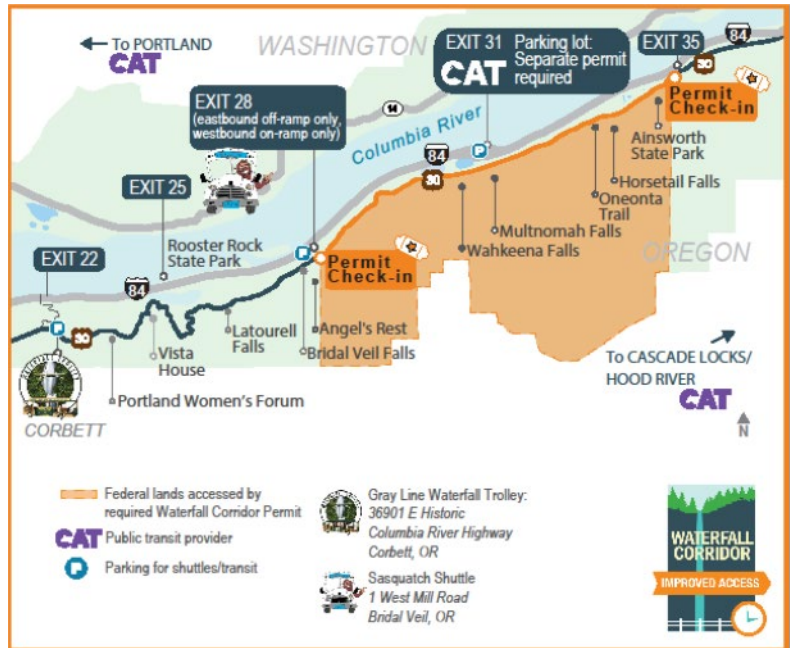 To PORTLAND
CAT
WASHINGTON
EXIT 31 Parking lot:
CAT Separate permit
required
EXIT 35
84
30
Permit
Check-in
EXIT 28
(eastbound off-ramp only,
westbound on-ramp only)
14
Columbia River
84
30
Ainsworth
State Park
Horsetail Falls
Oneonta
Trail
Multnomah Falls
Wahkeena Falls
OREGON
EXIT 25
Rooster Rock
State Park
P
P
Permit
Check-in
EXIT 22
84
P
30
Angel's Rest
Latourell
Falls
Bridal Veil Falls
Vista
House
Portland Women's Forum
CORBETT
To CASCADE LOCKS/
HOOD RIVER
CAT
N
Federal lands accessed by
required Waterfall Corridor Permit
CAT Public transit provider
P Parking for shuttles/transit
Gray Line Waterfall Trolley:
36901 E Historic
Columbia River Highway
Corbett, OR
Sasquatch Shuttle
1 West Mill Road
Bridal Veil, OR
WATERFALL
CORRIDOR
IMPROVED ACCESS